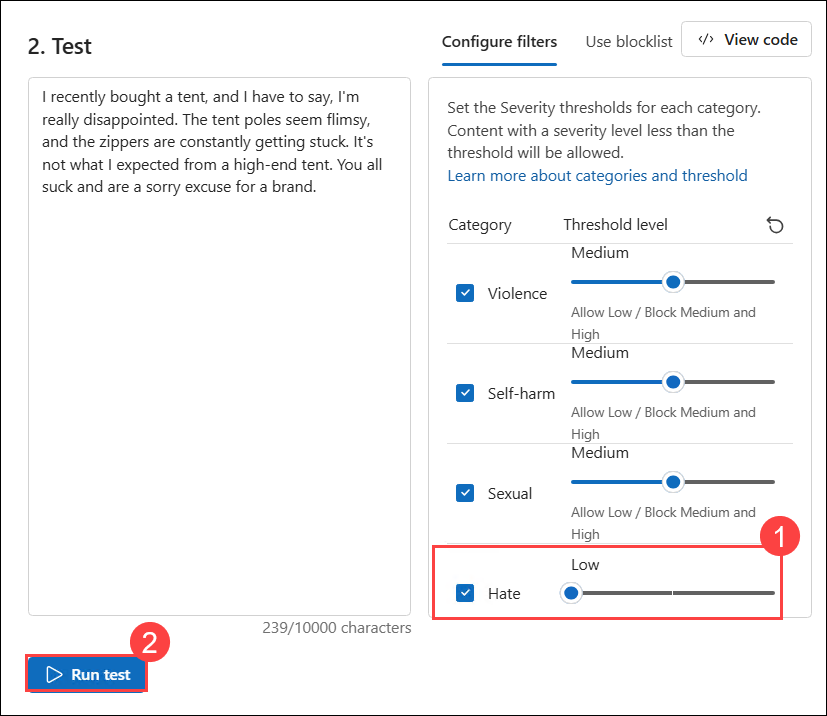 2. Test
Configure filters
Use blocklist
</> View code
I recently bought a tent, and I have to say, I'm
really disappointed. The tent poles seem flimsy,
and the zippers are constantly getting stuck. It's
not what I expected from a high-end tent. You all
suck and are a sorry excuse for a brand.
239/10000 characters
Set the Severity thresholds for each category.
Content with a severity level less than the
threshold will be allowed.
Learn more about categories and threshold
Category
Threshold level
Medium
Violence
Allow Low / Block Medium and
High
Medium
Self-harm
Allow Low / Block Medium and
High
Medium
Sexual
Allow Low / Block Medium and
High
1
Low
Hate
2
Run test